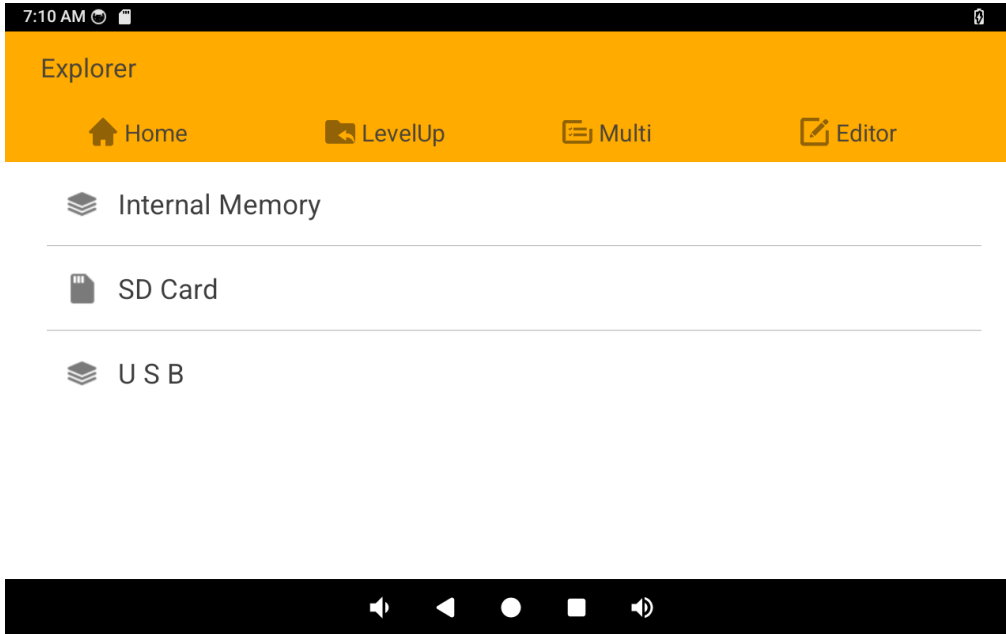 7:10 AM
Explorer
Home LevelUp Multi Editor
Internal Memory
SD Card
U S B